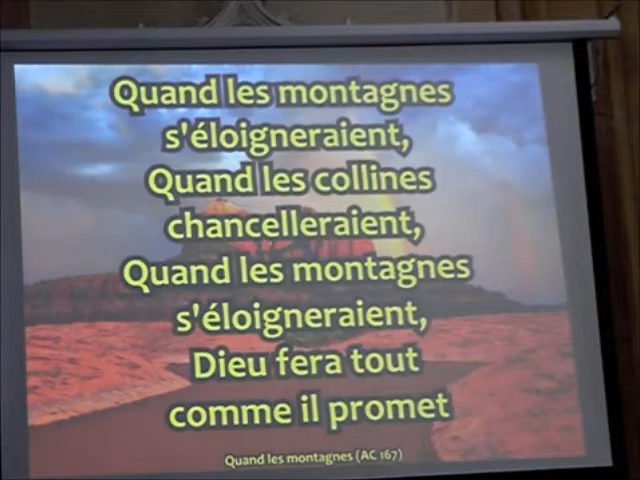 Quand les montagnes
s'éloigneraient,
Quand les collines
chancelleraient,
Quand les montagnes
s'éloigneraient,
Dieu fera tout
comme il promet
Quand les montagnes (AC 167)